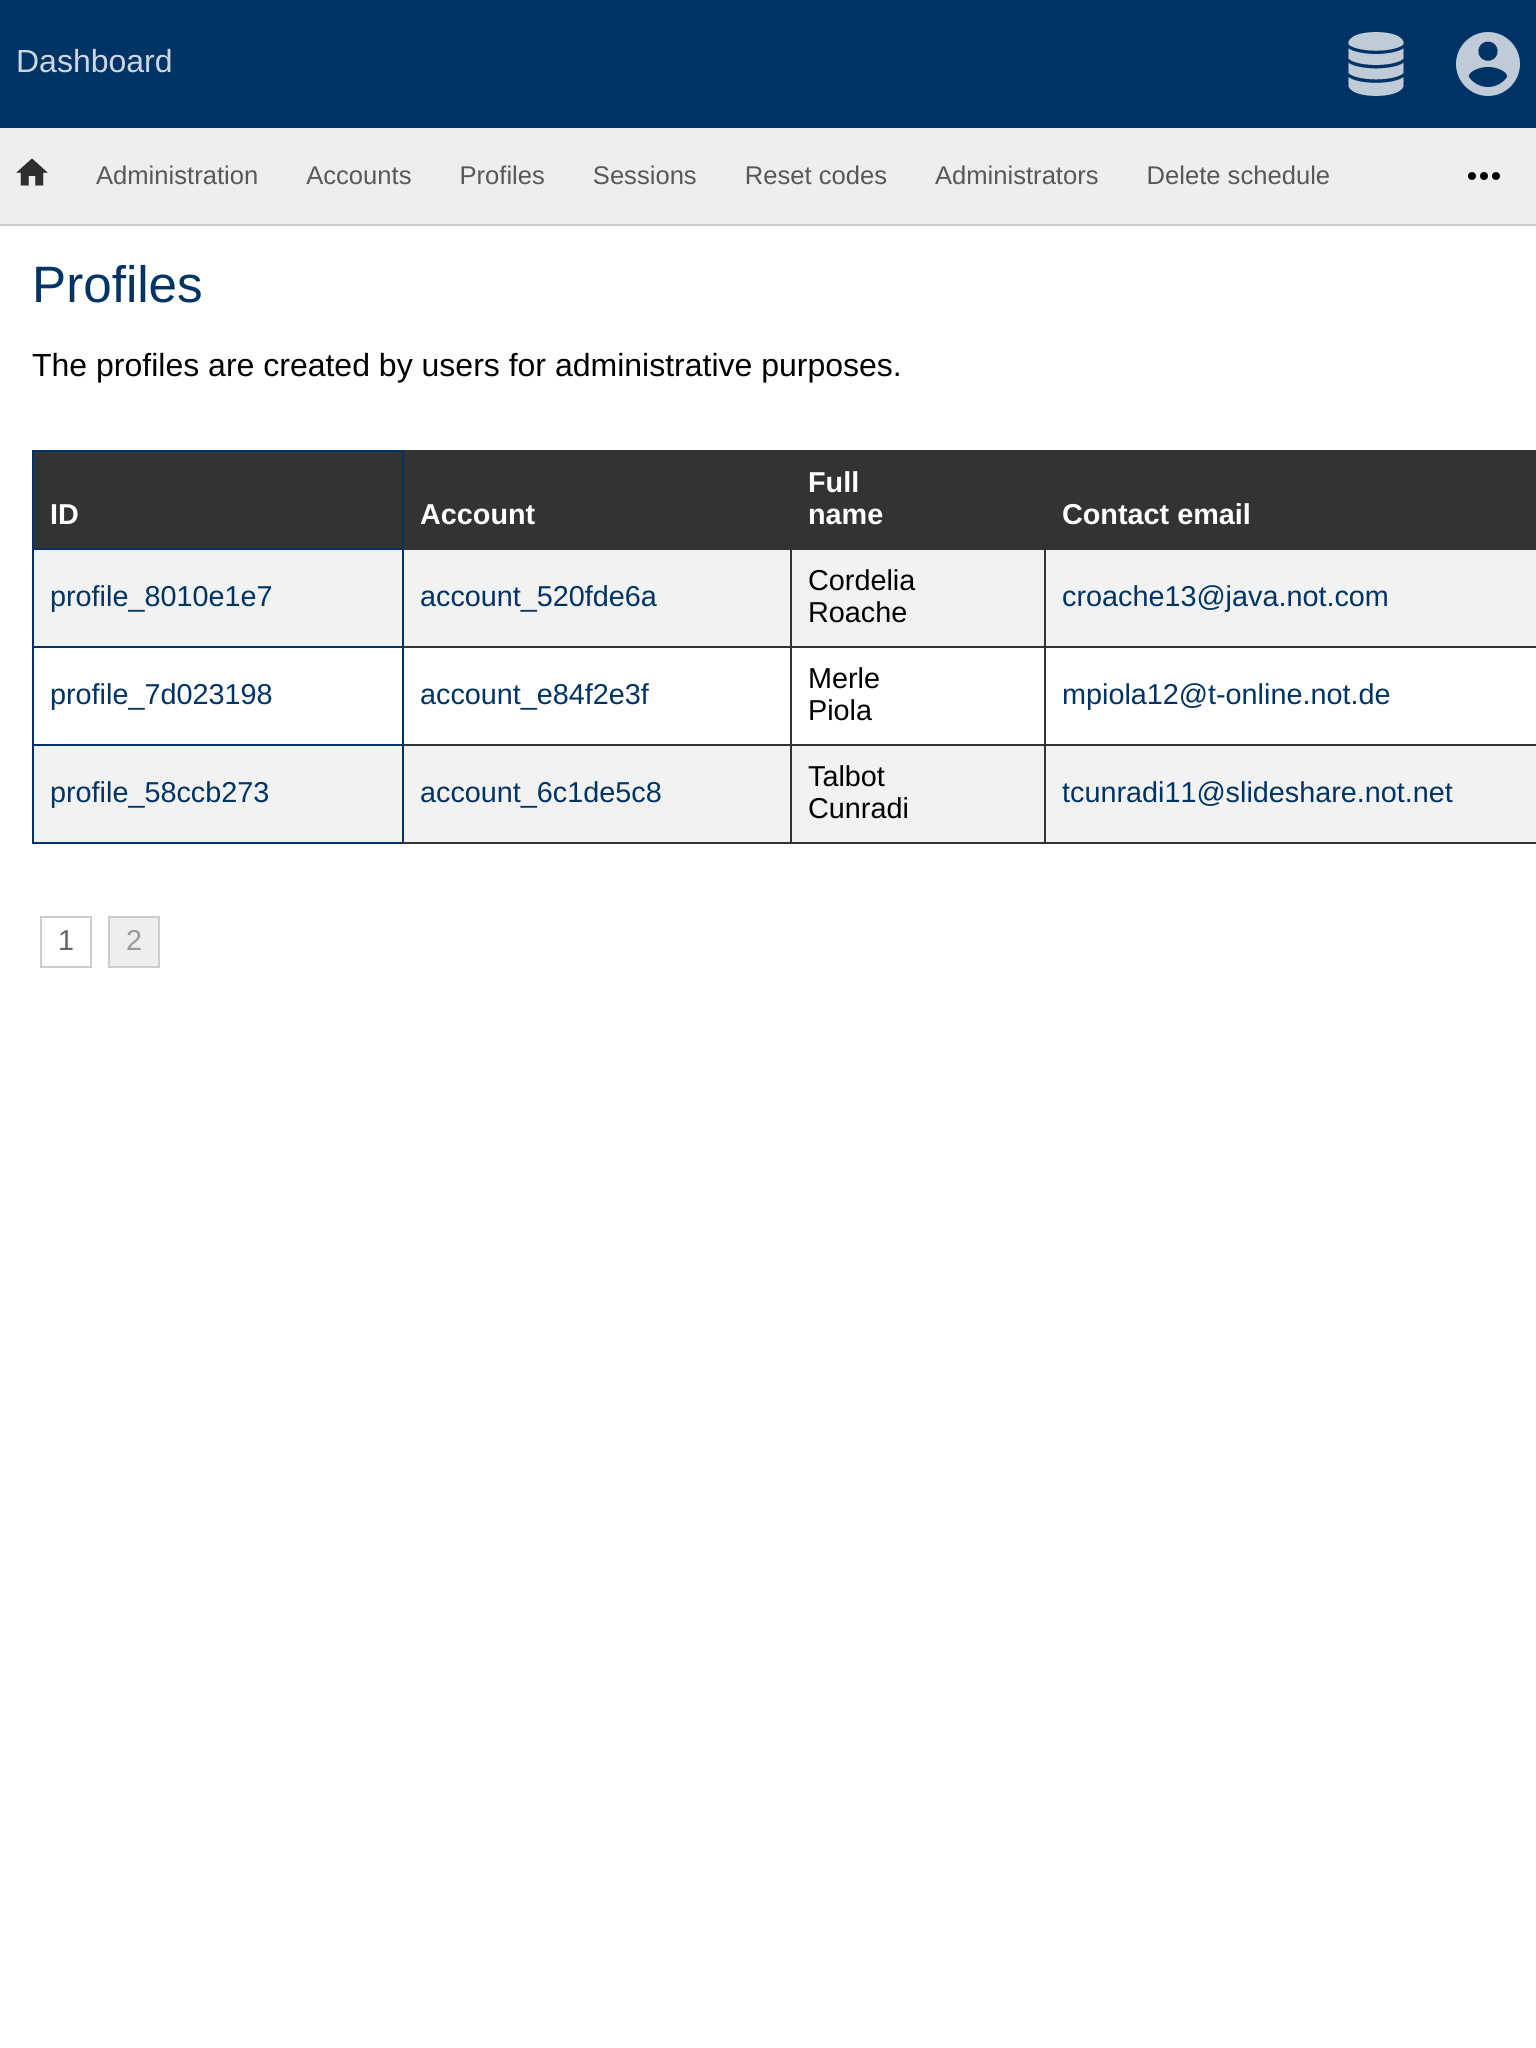 Dashboard
Administration Accounts Profiles Sessions Reset codes Administrators Delete schedule
Profiles
The profiles are created by users for administrative purposes.
ID Account Full name Contact email
profile_8010e1e7 account_520fde6a Cordelia Roache croache13@java.not.com
profile_7d023198 account_e84f2e3f Merle Piola mpiola12@t-online.not.de
profile_58ccb273 account_6c1de5c8 Talbot Cunradi tcunradi11@slideshare.not.net
1 2